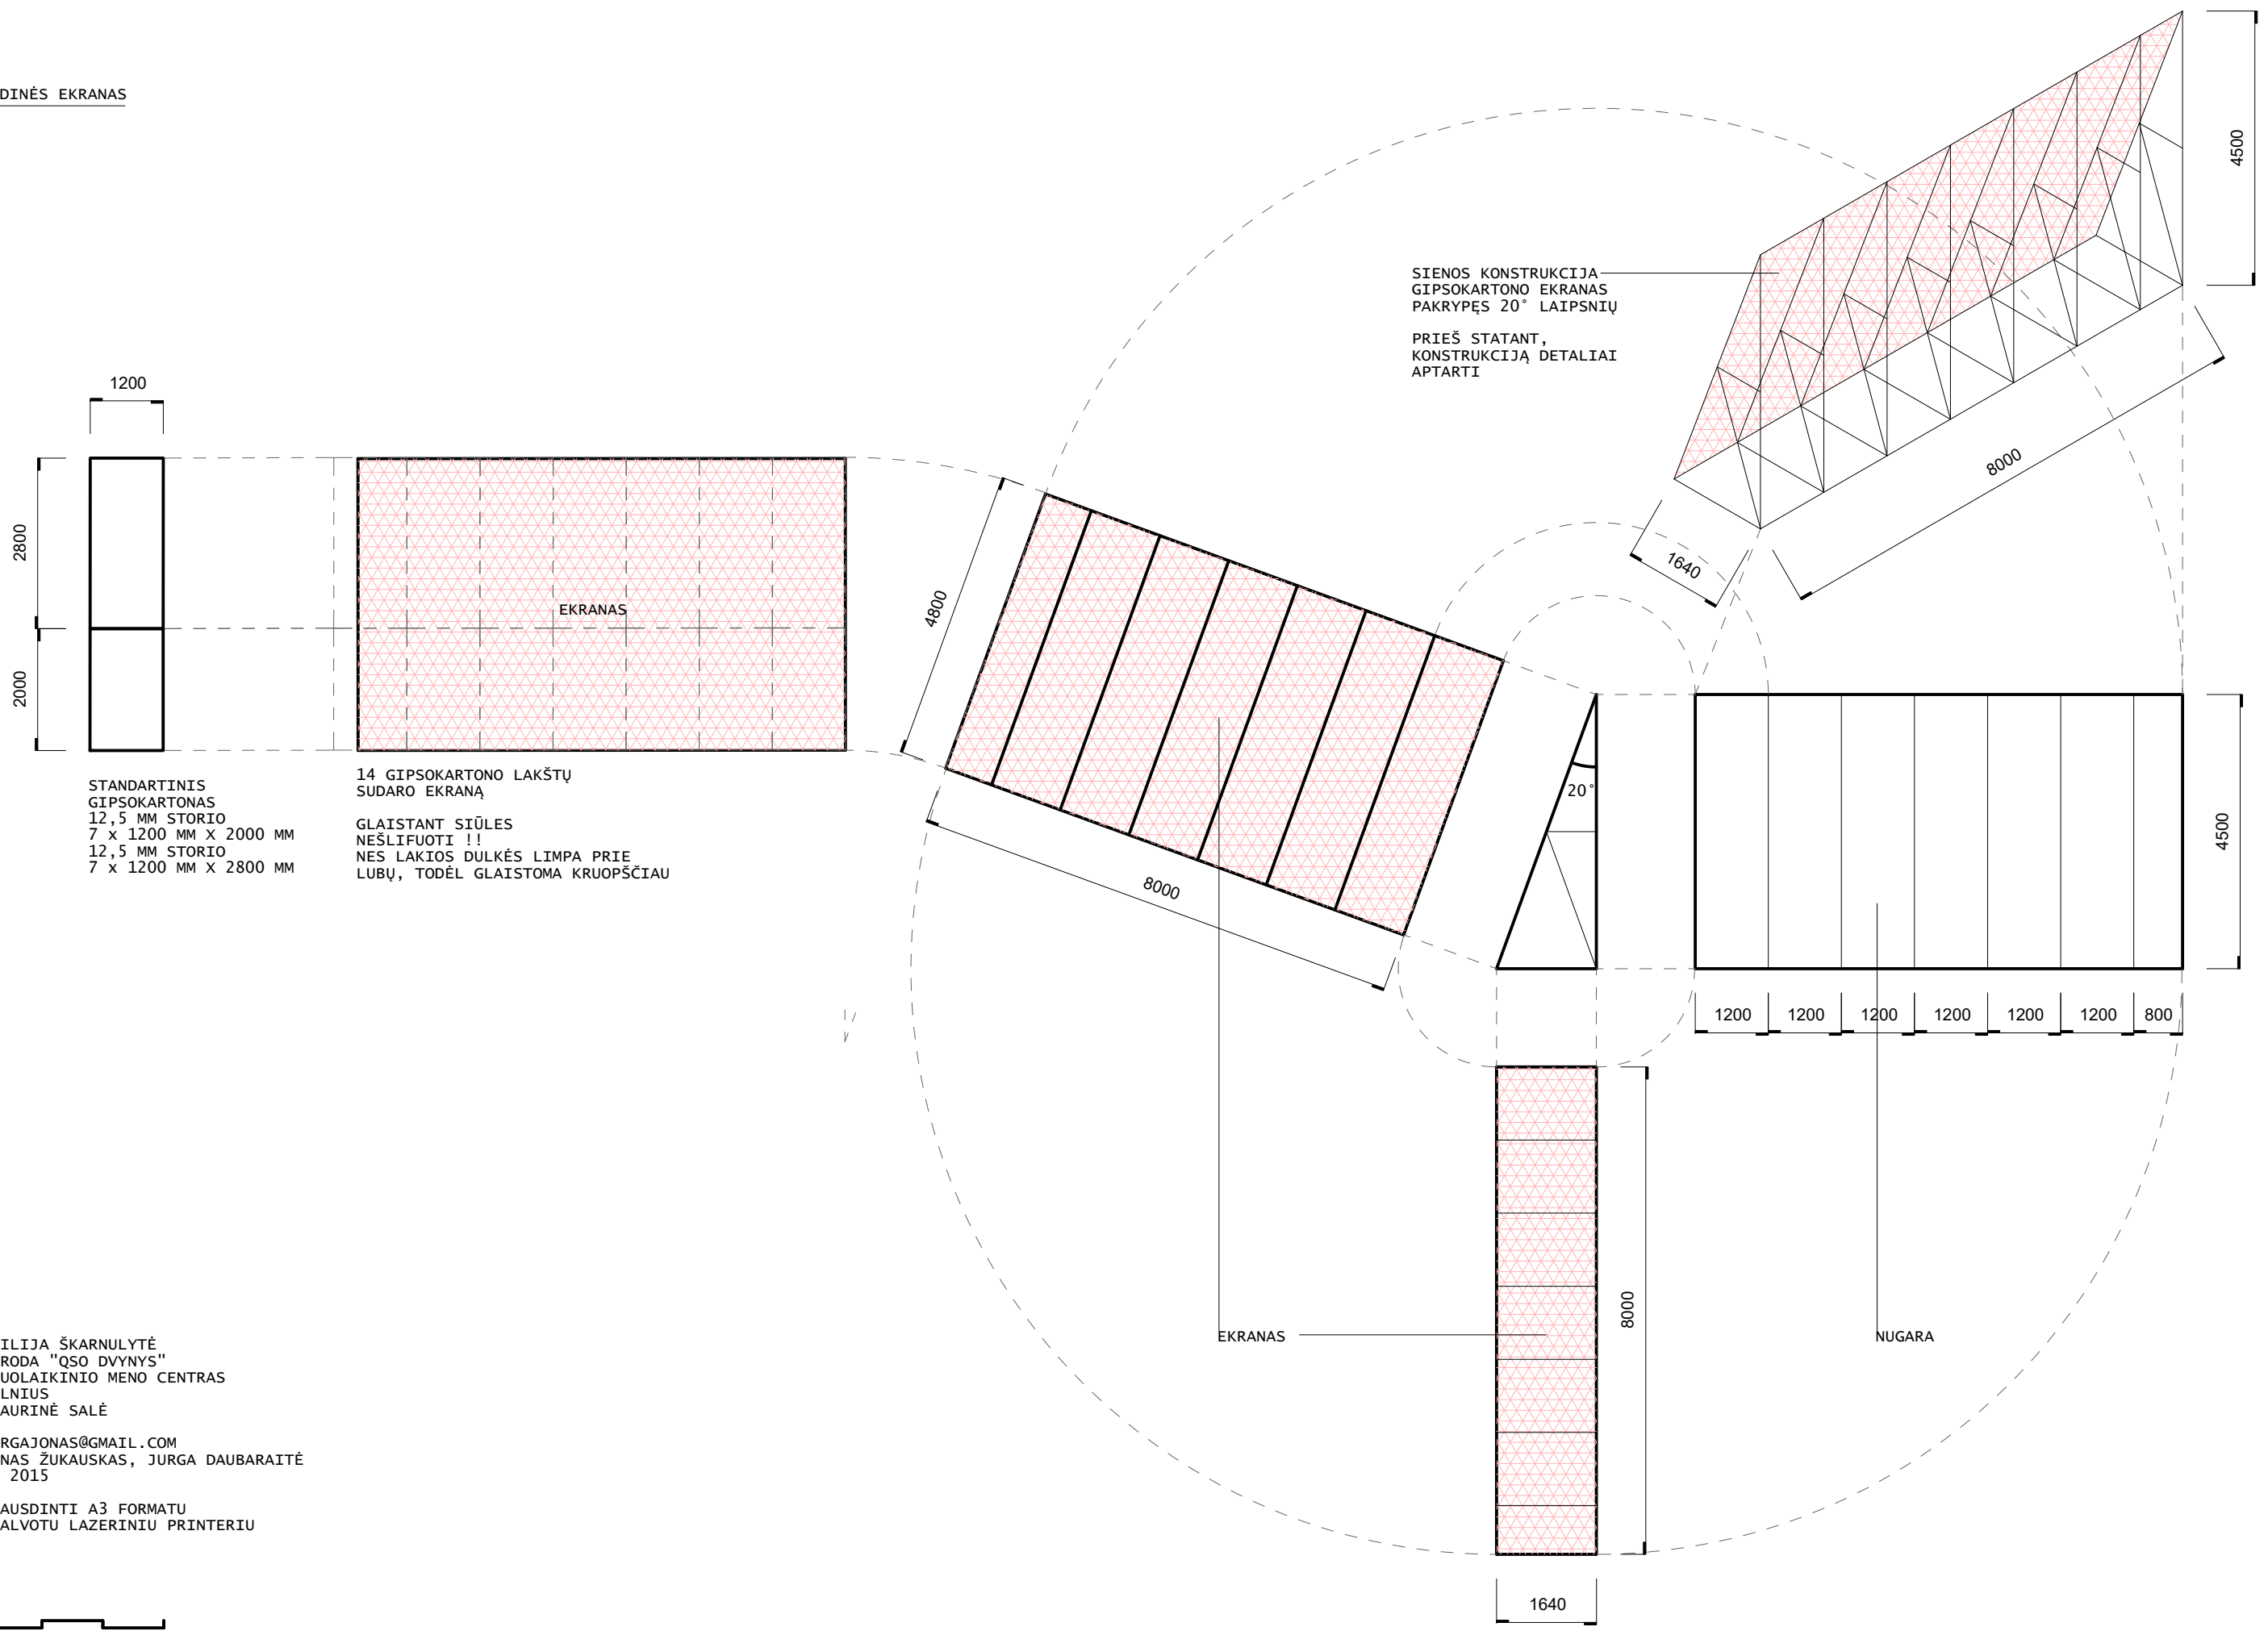 DINĖS EKRANAS
4500
SIENOS KONSTRUKCIJA
GIPSOKARTONO EKRANAS
PAKRYPĘS 20° LAIPSNIŲ
PRIEŠ STATANT,
KONSTRUKCIJĄ DETALIAI
APTARTI
8000
1640
1200
2800
2000
EKRANAS
4800
8000
20°
4500
STANDARTINIS
GIPSOKARTONAS
12,5 MM STORIO
7 x 1200 MM X 2000 MM
12,5 MM STORIO
7 x 1200 MM X 2800 MM
14 GIPSOKARTONO LAKŠTŲ
SUDARO EKRANĄ
GLAISTANT SIŪLES
NEŠLIFUOTI !!
NES LAKIOS DULKĖS LIMPA PRIE
LUBŲ, TODĖL GLAISTOMA KRUOPŠČIAU
1200 1200 1200 1200 1200 1200 800
8000
EKRANAS
NUGARA
1640
ILIJA ŠKARNULYTĖ
RODA "QSO DVYNYS"
UOLAIKINIO MENO CENTRAS
LNIUS
AURINĖ SALĖ
RGAJONAS@GMAIL.COM
NAS ŽUKAUSKAS, JURGA DAUBARAITĖ
2015
AUSDINTI A3 FORMATU
ALVOTU LAZERINIU PRINTERIU